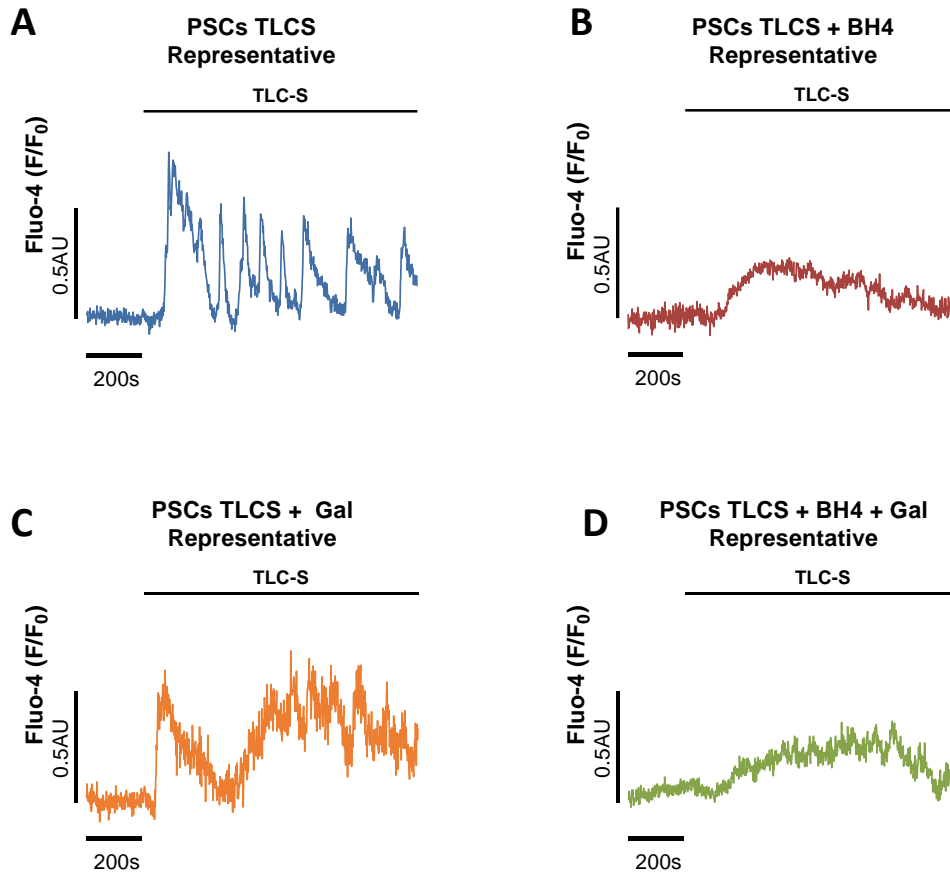 A
PSCs TLCS
Representative
TLC-S
Fluo-4 (F/F0)
0.5AU
200s
B
PSCs TLCS + BH4
Representative
TLC-S
Fluo-4 (F/F0)
0.5AU
200s
C
PSCs TLCS + Gal
Representative
TLC-S
Fluo-4 (F/F0)
0.5AU
200s
D
PSCs TLCS + BH4 + Gal
Representative
TLC-S
Fluo-4 (F/F0)
0.5AU
200s